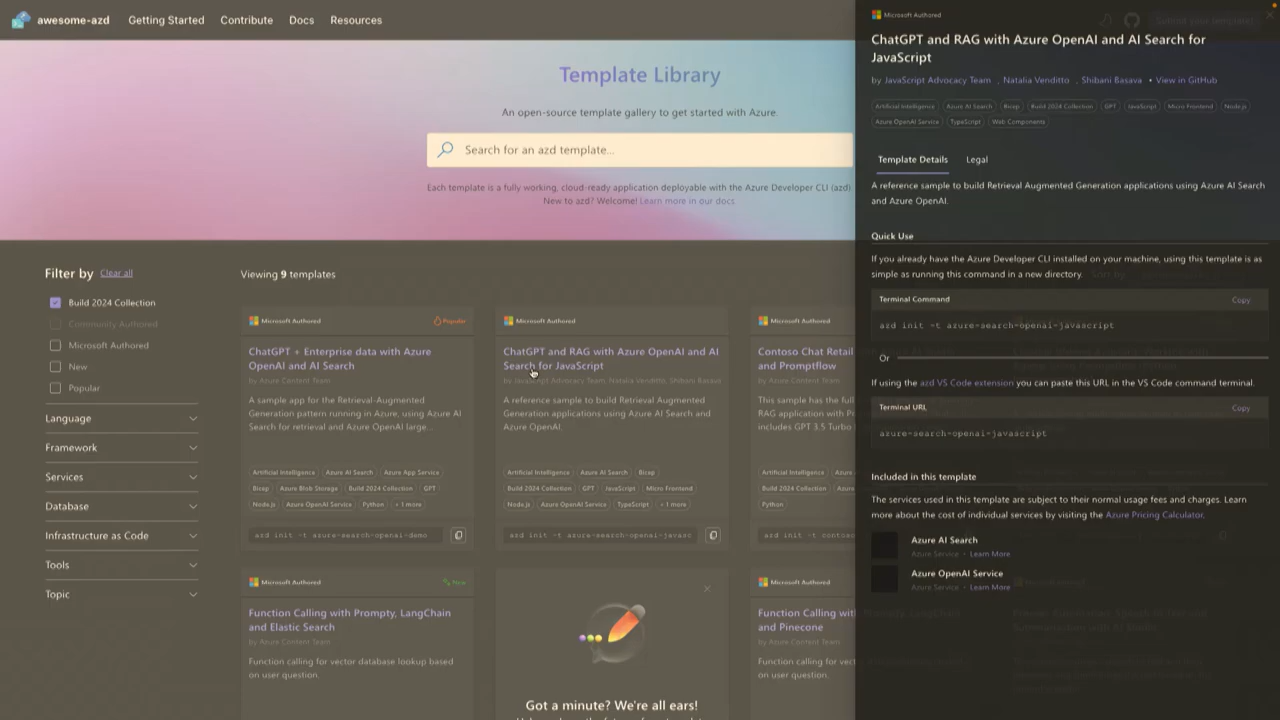 awesome-azd
Getting Started
Contribute
Docs
Resources
Template Library
An open-source template gallery to get started with Azure.
Search for an azd template...
Each template is a fully working, cloud-ready application deployable with the Azure Developer CLI (azd)
New to azd? Welcome! Learn more in our docs.
Filter by Clear all
Build 2024 Collection
Community Authored
Microsoft Authored
New
Popular
Language
Framework
Services
Database
Infrastructure as Code
Tools
Topic
Viewing 9 templates
Microsoft Authored
Popular
ChatGPT + Enterprise data with Azure
OpenAI and AI Search
by Azure Content Team
A sample app for the Retrieval-Augmented
Generation pattern running in Azure, using Azure AI
Search for retrieval and Azure OpenAI large...
Artificial Intelligence Azure AI Search Azure App Service
Bicep Azure Blob Storage Build 2024 Collection GPT
Node.js Azure OpenAI Service Python + 1 more
azd init -t azure-search-openai-demo
Microsoft Authored
ChatGPT and RAG with Azure OpenAI and AI
Search for JavaScript
by JavaScript Advocacy Team, Natalia Venditto, Shibani Basava
A reference sample to build Retrieval Augmented
Generation applications using Azure AI Search and
Azure OpenAI.
Artificial Intelligence Azure AI Search Bicep
Build 2024 Collection GPT JavaScript Micro Frontend
Node.js Azure OpenAI Service TypeScript + 1 more
azd init -t azure-search-openai-javasc
Microsoft Authored
Contoso Chat Retail
and Promptflow
by Azure Content Team
This sample has the full
RAG application with P
includes GPT 3.5 Turbo
Artificial Intelligence Azure
Build 2024 Collection Azure
Python
azd init -t contoso
Microsoft Authored
New
Function Calling with Prompty, LangChain
and Elastic Search
by Azure Content Team
Function calling for vector database lookup based
on user question.
Got a minute? We're all ears!
Microsoft Authored
Function Calling with
and Pinecone
by Azure Content Team
Function calling for vect
on user question.
Microsoft Authored
ChatGPT and RAG with Azure OpenAI and AI Search for
JavaScript
by JavaScript Advocacy Team , Natalia Venditto , Shibani Basava • View in GitHub
Artificial Intelligence Azure AI Search Bicep Build 2024 Collection GPT JavaScript Micro Frontend Node.js
Azure OpenAI Service TypeScript Web Components
Template Details
Legal
A reference sample to build Retrieval Augmented Generation applications using Azure AI Search
and Azure OpenAI.
Quick Use
If you already have the Azure Developer CLI installed on your machine, using this template is as
simple as running this command in a new directory.
Terminal Command
Copy
azd init -t azure-search-openai-javascript
Or
If using the azd VS Code extension you can paste this URL in the VS Code command terminal.
Terminal URL
Copy
azure-search-openai-javascript
Included in this template
The services used in this template are subject to their normal usage fees and charges. Learn
more about the cost of individual services by visiting the Azure Pricing Calculator.
Azure AI Search
Azure Service • Learn More
Azure OpenAI Service
Azure Service • Learn More